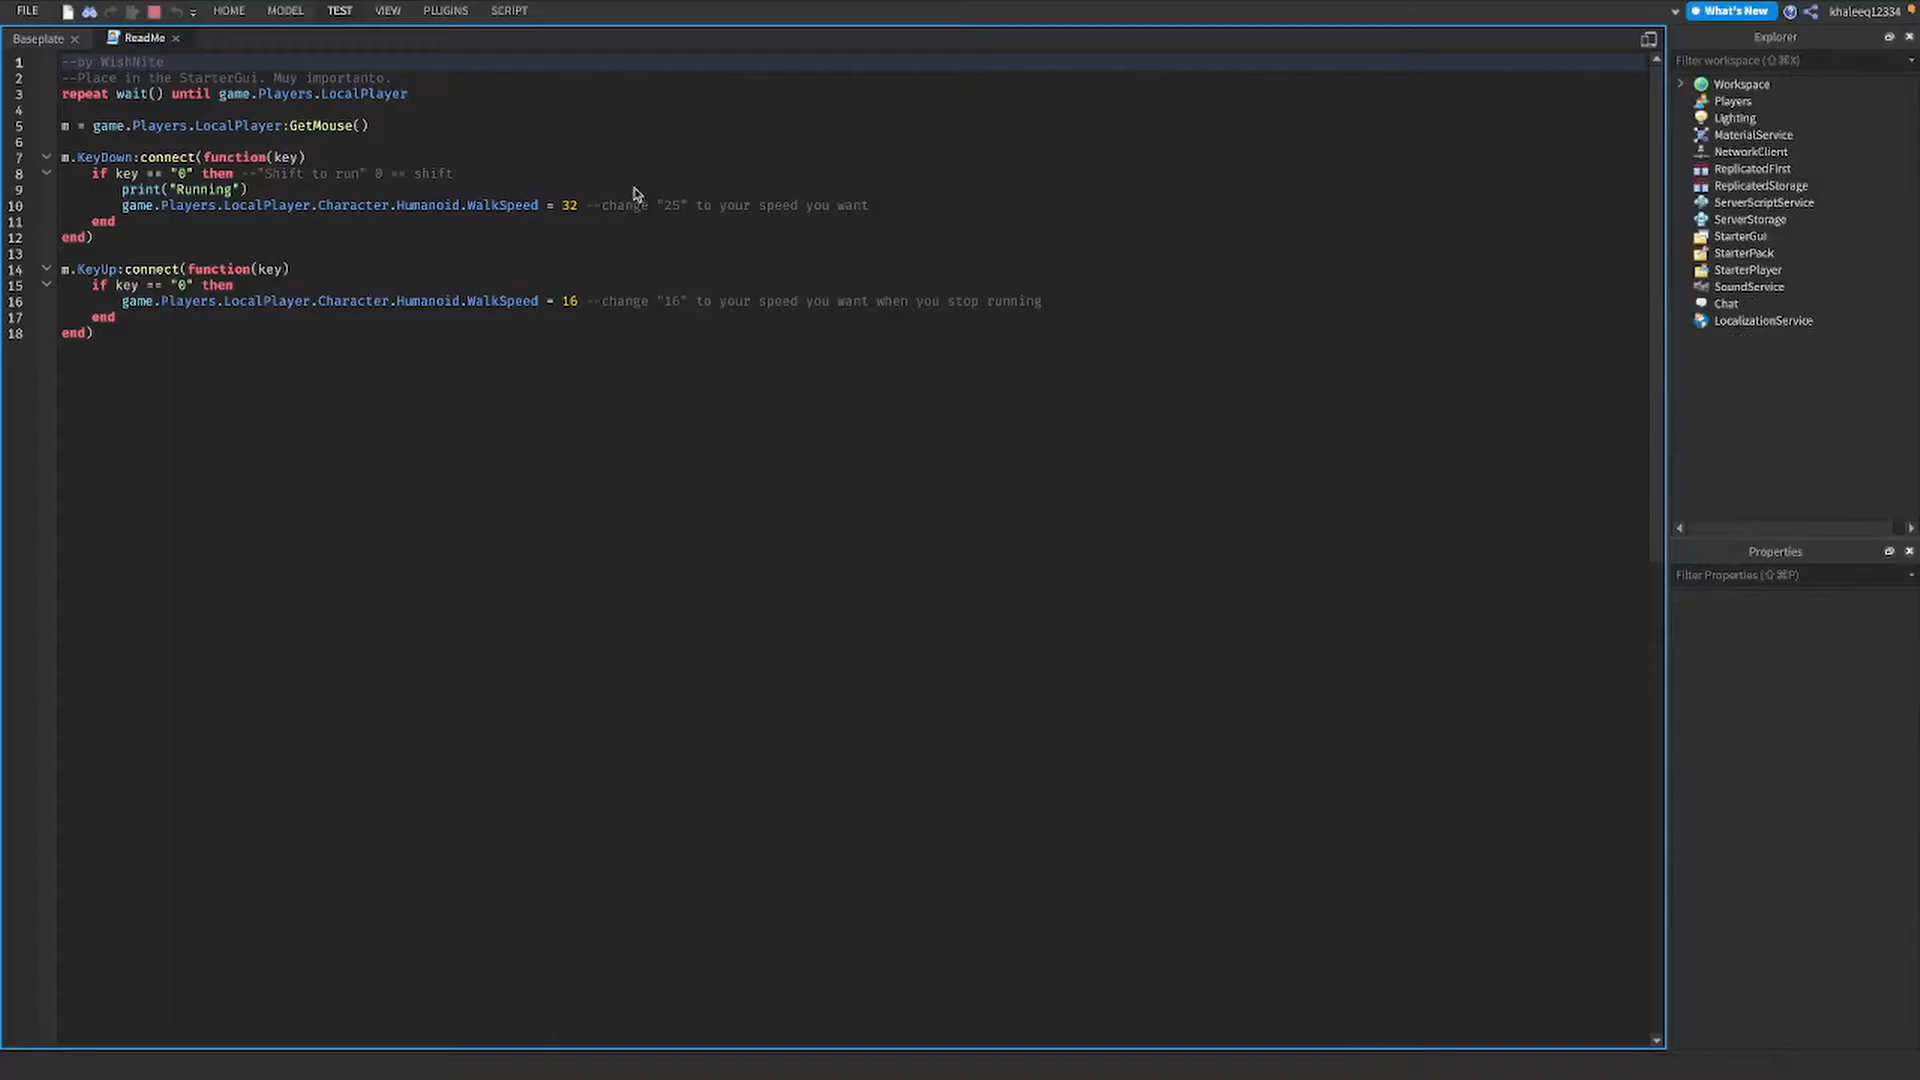 FILE HOME MODEL TEST VIEW PLUGINS SCRIPT What's New khaleeq12334
Baseplate ReadMe
Explorer
Filter workspace (⇧⌘X)
1 --by WishNite
2 --Place in the StarterGui. Muy importanto.
3 repeat wait() until game.Players.LocalPlayer
4
5 m = game.Players.LocalPlayer:GetMouse()
6
7 m.KeyDown:connect(function(key)
8 if key == "0" then --"Shift to run" 0 == shift
9 print("Running")
10 game.Players.LocalPlayer.Character.Humanoid.WalkSpeed = 32 --change "25" to your speed you want
11 end
12 end)
13
14 m.KeyUp:connect(function(key)
15 if key == "0" then
16 game.Players.LocalPlayer.Character.Humanoid.WalkSpeed = 16 --change "16" to your speed you want when you stop running
17 end
18 end)
Workspace
Players
Lighting
MaterialService
NetworkClient
ReplicatedFirst
ReplicatedStorage
ServerScriptService
ServerStorage
StarterGui
StarterPack
StarterPlayer
SoundService
Chat
LocalizationService
Properties
Filter Properties (⇧⌘P)